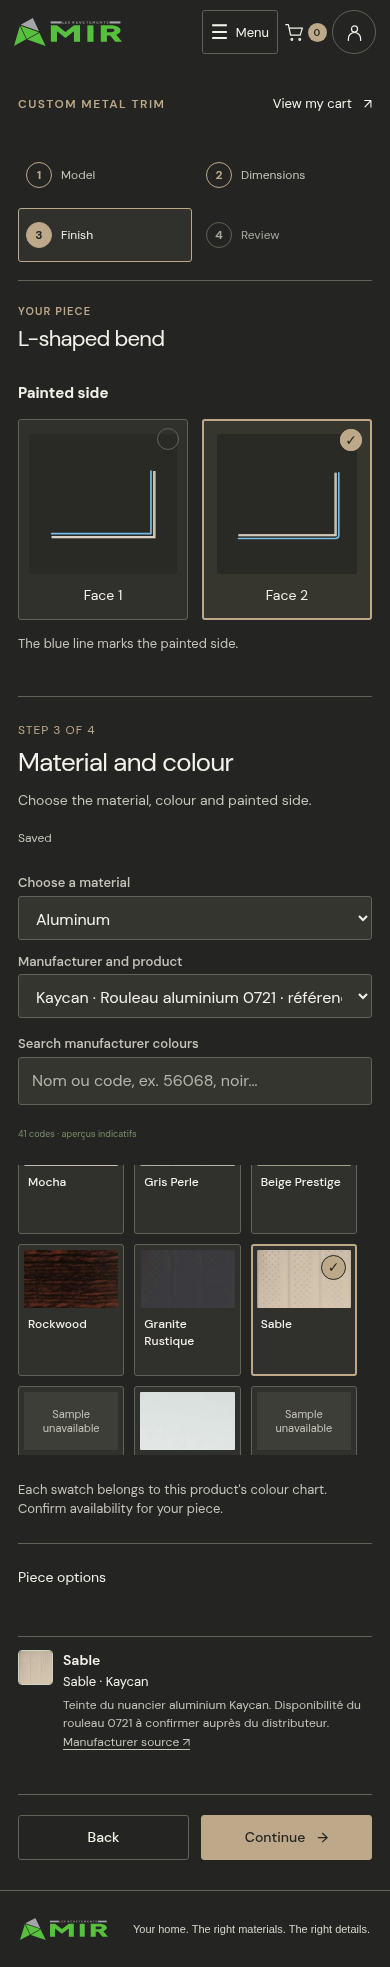 AMIR
Menu
0
CUSTOM METAL TRIM
View my cart
1 Model
2 Dimensions
3 Finish
4 Review
YOUR PIECE
L-shaped bend
Painted side
Face 1
Face 2
The blue line marks the painted side.
STEP 3 OF 4
Material and colour
Choose the material, colour and painted side.
Saved
Choose a material
Aluminum
Manufacturer and product
Kaycan · Rouleau aluminium 0721 · référen
Search manufacturer colours
Nom ou code, ex. 56068, noir…
41 codes · aperçus indicatifs
Mocha
Gris Perle
Beige Prestige
Rockwood
Granite
Rustique
Sable
Sample
unavailable
Sample
unavailable
Each swatch belongs to this product's colour chart.
Confirm availability for your piece.
Piece options
Sable
Sable · Kaycan
Teinte du nuancier aluminium Kaycan. Disponibilité du
rouleau 0721 à confirmer auprès du distributeur.
Manufacturer source
Back
Continue
AMIR
Your home. The right materials. The right details.